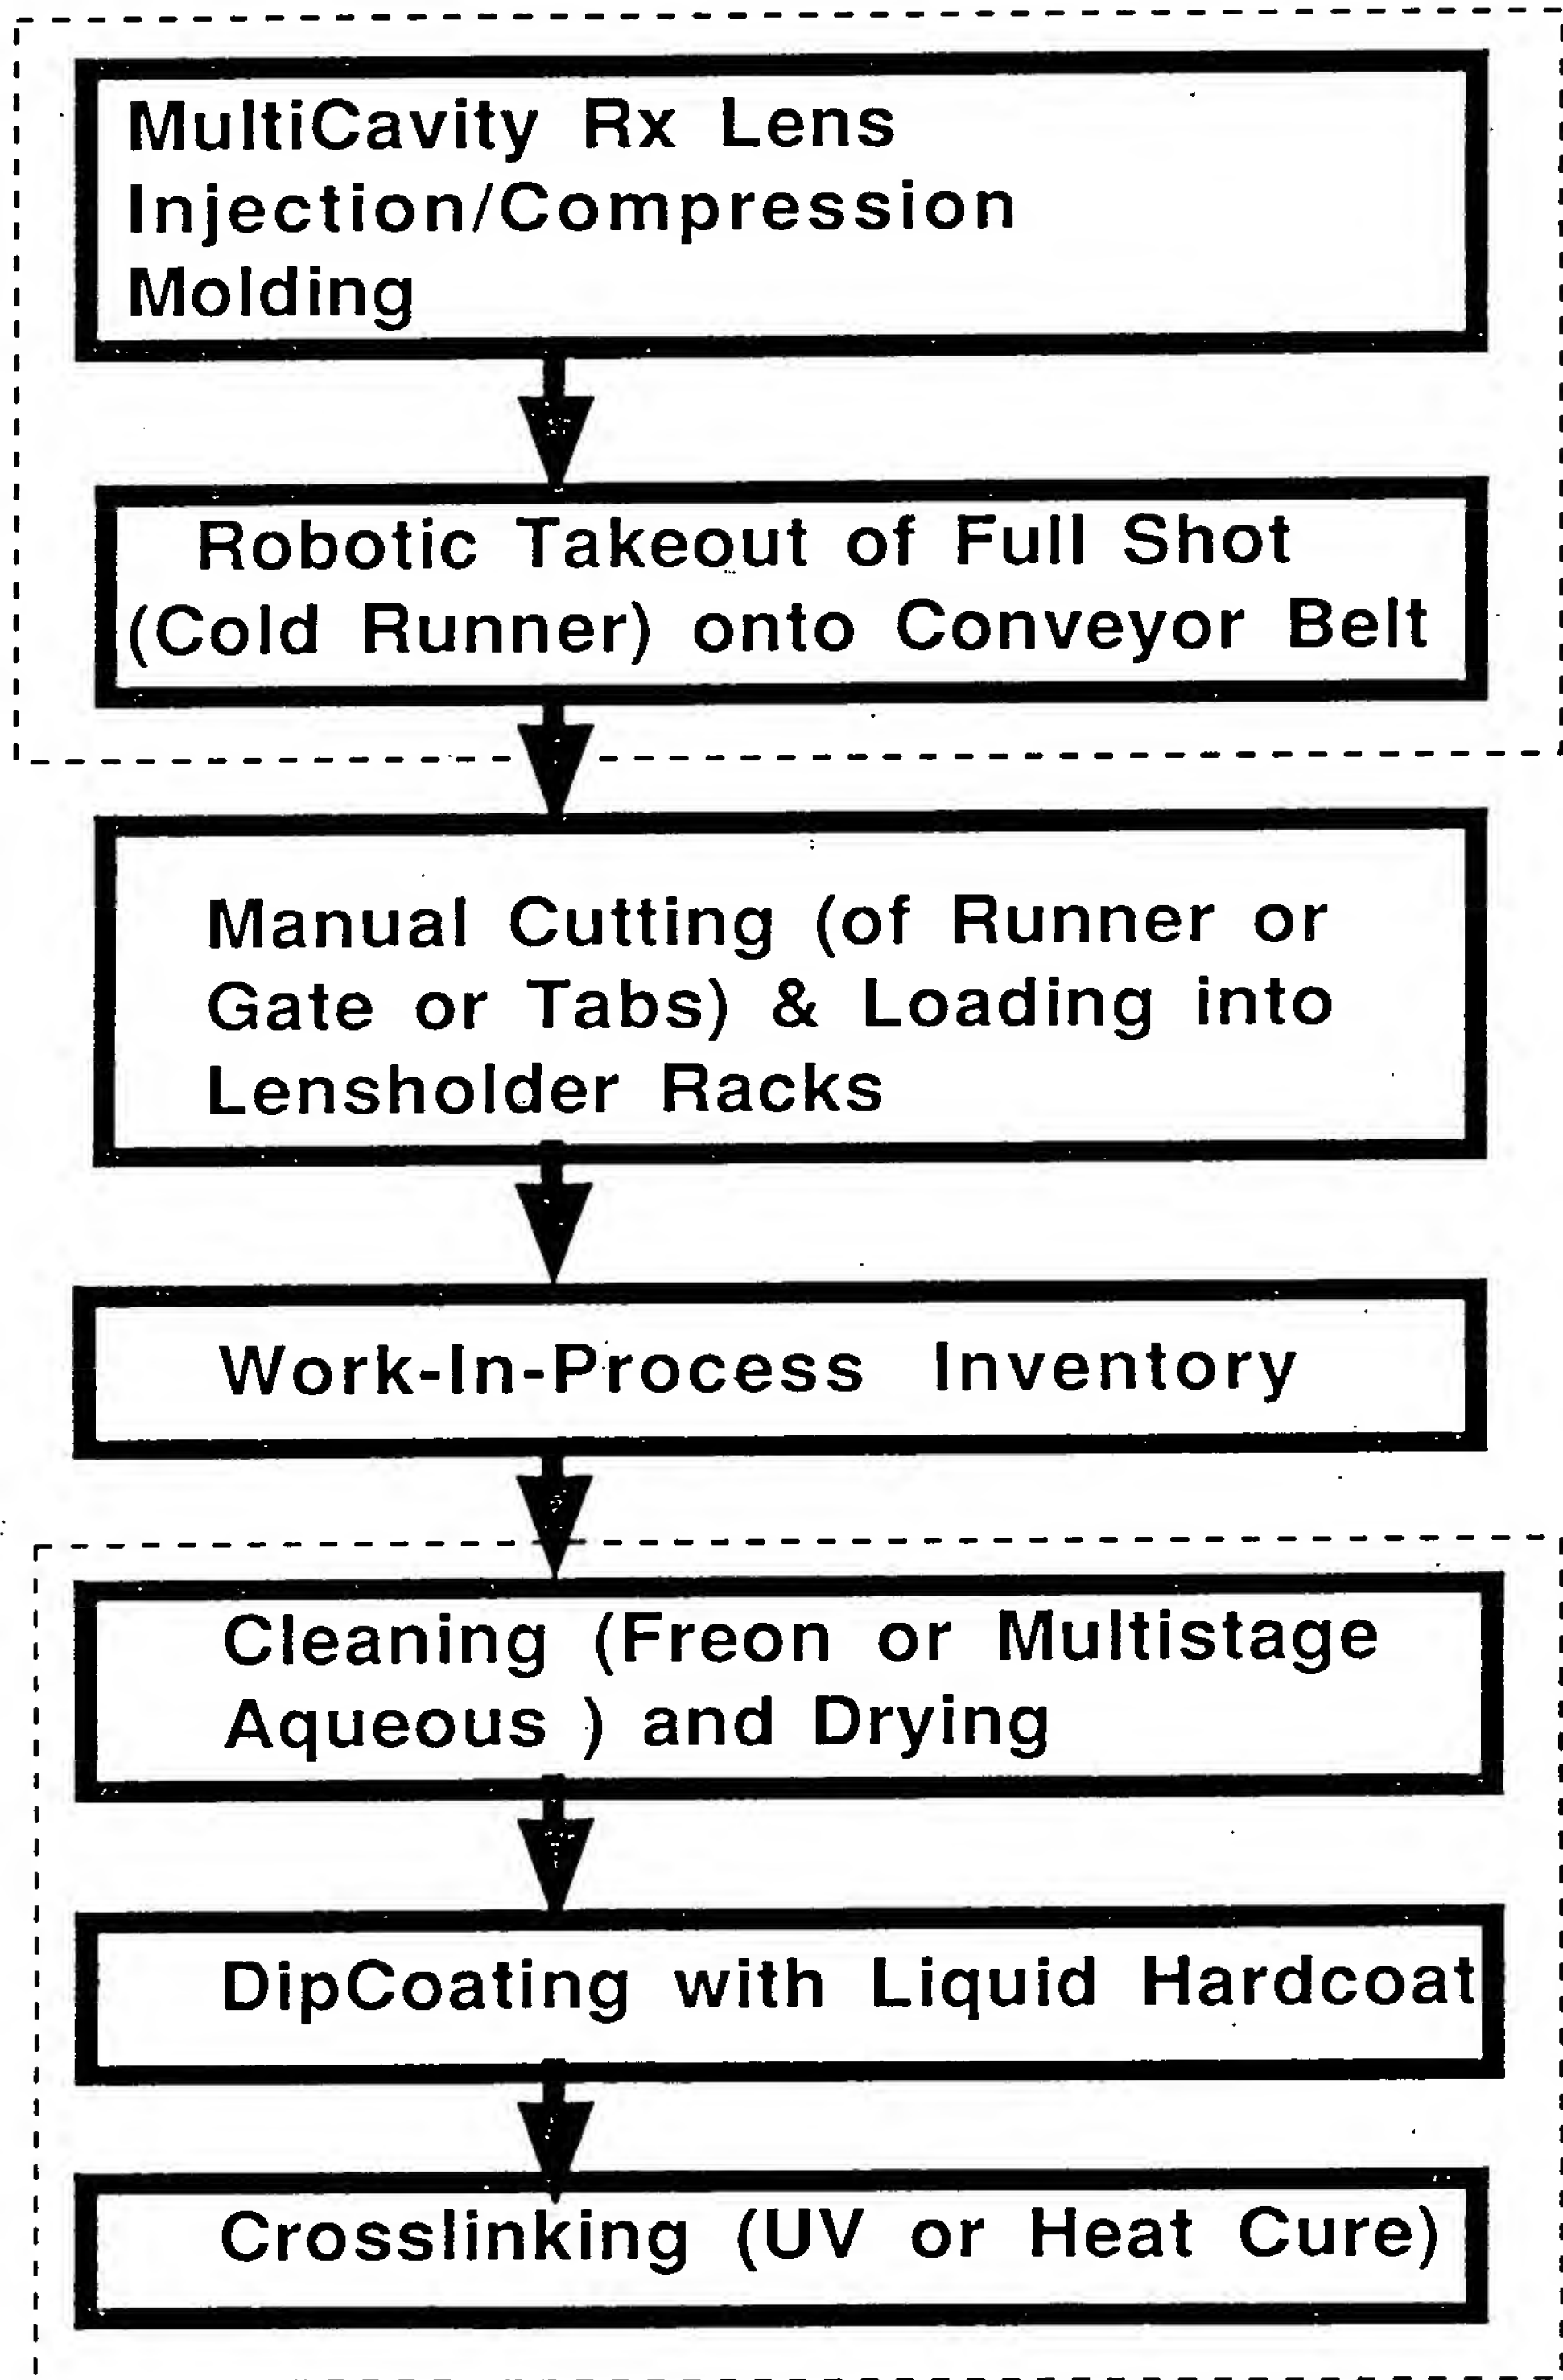 MultiCavity Rx Lens
Injection/Compression
Molding
Robotic Takeout of Full Shot
(Cold Runner) onto Conveyor Belt
Manual Cutting (of Runner or
Gate or Tabs) & Loading into
Lensholder Racks
Work-In-Process Inventory
Cleaning (Freon or Multistage
Aqueous ) and Drying
DipCoating with Liquid Hardcoat
Crosslinking (UV or Heat Cure)